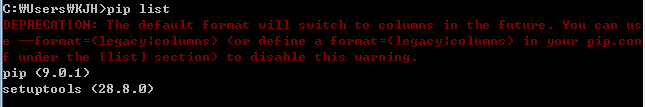 C:₩Users₩KJH>pip list
DEPRECATION: The default format will switch to columns in the future. You can us
e --format=(legacy|columns) (or define a format=(legacy|columns) in your pip.con
f under the [list] section) to disable this warning.
pip (9.0.1)
setuptools (28.8.0)